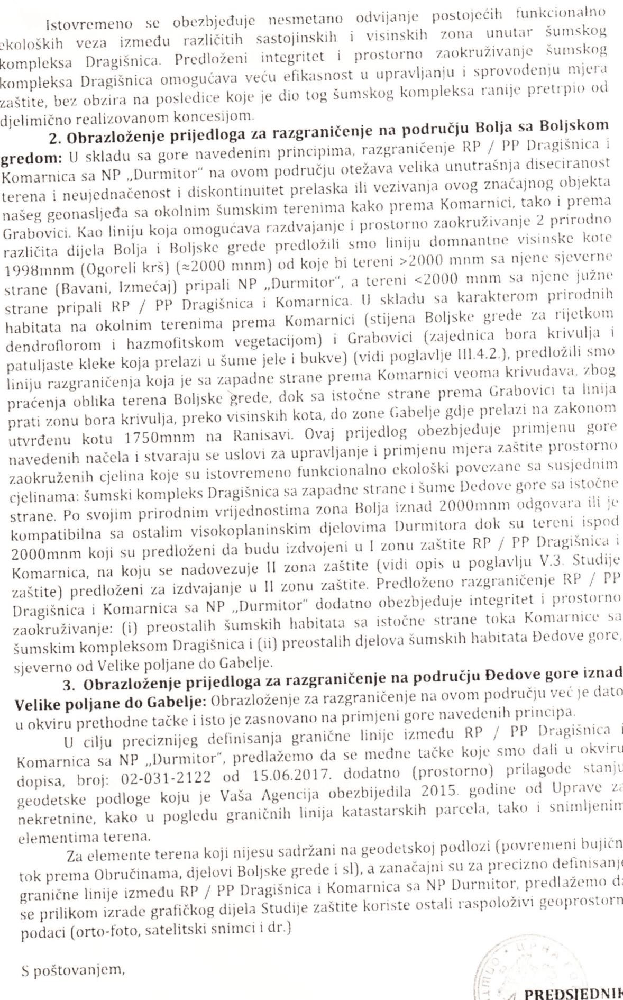 Istovremeno se obezbjeđuje nesmetano odvijanje postojećih funkcionalno
ekoloških veza između različitih sastojinskih i visinskih zona unutar šumskog
kompleksa Dragišnica. Predloženi integritet i prostorno zaokruživanje šumskog
kompleksa Dragišnica omogućava veću efikasnost u upravljanju i sprovođenju mjera
zaštite, bez obzira na posledice koje je dio tog šumskog kompleksa ranije pretrpio od
djelimično realizovanom koncesijom.
2. Obrazloženje prijedloga za razgraničenje na području Bolja sa Boljskom
gredom: U skladu sa gore navedenim principima, razgraničenje RP / PP Dragišnica i
Komarnica sa NP „Durmitor“ na ovom području otežava velika unutrašnja diseciranost
terena i neujednačenost i diskontinuitet prelaska ili vezivanja ovog značajnog objekta
našeg geonasljeđa sa okolnim šumskim terenima kako prema Komarnici, tako i prema
Grabovici. Kao liniju koja omogućava razdvajanje i prostorno zaokruživanje 2 prirodno
različita dijela Bolja i Boljske grede predložili smo liniju domnantne visinske kote
1998mnm (Ogoreli krš) (≈2000 mnm) od koje bi tereni >2000 mnm sa njene sjeverne
strane (Bavani, Izmećaj) pripali NP „Durmitor“, a tereni <2000 mnm sa njene južne
strane pripali RP / PP Dragišnica i Komarnica. U skladu sa karakterom prirodnih
habitata na okolnim terenima prema Komarnici (stijena Boljske grede za rijetkom
dendroflorom i hazmofitskom vegetacijom) i Grabovici (zajednica bora krivulja i
patuljaste kleke koja prelazi u šume jele i bukve) (vidi poglavlje III.4.2.), predložili smo
liniju razgraničenja koja je sa zapadne strane prema Komarnici veoma krivudava, zbog
praćenja oblika terena Boljske grede, dok sa istočne strane prema Grabovici ta linija
prati zonu bora krivulja, preko visinskih kota, do zone Gabelje gdje prelazi na zakonom
utvrđenu kotu 1750mnm na Ranisavi. Ovaj prijedlog obezbjeđuje primjenu gore
navedenih načela i stvaraju se uslovi za upravljanje i primjenu mjera zaštite prostorno
zaokruženih cjelina koje su istovremeno funkcionalno ekološki povezane sa susjednim
cjelinama: šumski kompleks Dragišnica sa zapadne strane i šume Đedove gore sa istočne
strane. Po svojim prirodnim vrijednostima zona Bolja iznad 2000mnm odgovara ili je
kompatibilna sa ostalim visokoplaninskim djelovima Durmitora dok su tereni ispod
2000mnm koji su predloženi da budu izdvojeni u I zonu zaštite RP / PP Dragišnica i
Komarnica, na koju se nadovezuje II zona zaštite (vidi opis u poglavlju V.3. Studije
zaštite) predloženi za izdvajanje u II zonu zaštite. Predloženo razgraničenje RP / PP
Dragišnica i Komarnica sa NP „Durmitor“ dodatno obezbjeđuje integritet i prostorno
zaokruživanje: (i) preostalih šumskih habitata sa istočne strane toka Komarnice sa
šumskim kompleksom Dragišnica i (ii) preostalih djelova šumskih habitata Đedove gore,
sjeverno od Velike poljane do Gabelje.
3. Obrazloženje prijedloga za razgraničenje na području Đedove gore iznad
Velike poljane do Gabelje: Obrazloženje za razgraničenje na ovom području već je dato
u okviru prethodne tačke i isto je zasnovano na primjeni gore navedenih principa.
U cilju preciznijeg definisanja granične linije između RP / PP Dragišnica i
Komarnica sa NP „Durmitor“, predlažemo da se međne tačke koje smo dali u okviru
dopisa, broj: 02-031-2122 od 15.06.2017. dodatno (prostorno) prilagode stanju
geodetske podloge koju je Vaša Agencija obezbijedila 2015. godine od Uprave za
nekretnine, kako u pogledu graničnih linija katastarskih parcela, tako i snimljenim
elementima terena.
Za elemente terena koji nijesu sadržani na geodetskoj podlozi (povremeni bujičn
tok prema Obručinama, djelovi Boljske grede i sl), a zanačajni su za precizno definisanje
granične linije između RP / PP Dragišnica i Komarnica sa NP Durmitor, predlažemo da
se prilikom izrade grafičkog dijela Studije zaštite koriste ostali raspoloživi geoprostorn
podaci (orto-foto, satelitski snimci i dr.)
S poštovanjem,
ЦРНА
PREDSJEDNIK